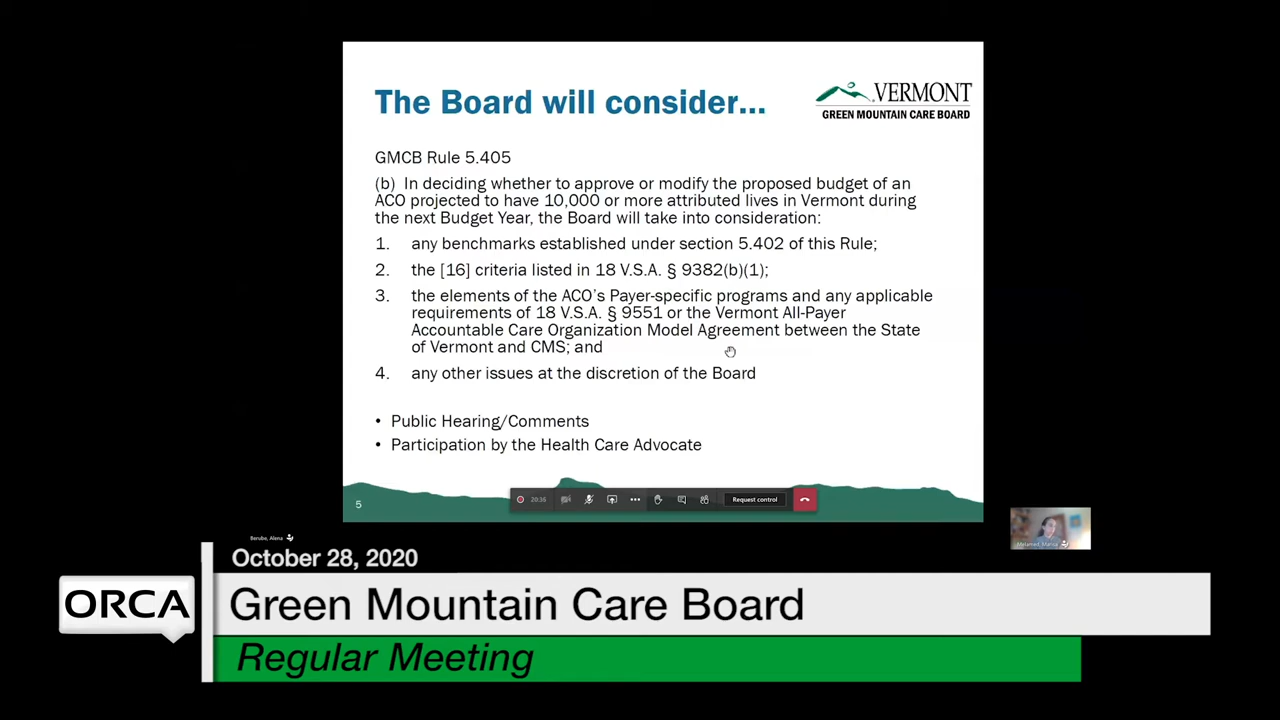 The Board will consider...
VERMONT
GREEN MOUNTAIN CARE BOARD
GMCB Rule 5.405
(b) In deciding whether to approve or modify the proposed budget of an
ACO projected to have 10,000 or more attributed lives in Vermont during
the next Budget Year, the Board will take into consideration:
1. any benchmarks established under section 5.402 of this Rule;
2. the [16] criteria listed in 18 V.S.A. § 9382(b)(1);
3. the elements of the ACO's Payer-specific programs and any applicable
requirements of 18 V.S.A. § 9551 or the Vermont All-Payer
Accountable Care Organization Model Agreement between the State
of Vermont and CMS; and
4. any other issues at the discretion of the Board
• Public Hearing/Comments
• Participation by the Health Care Advocate
5
20:36
Request control
Berube, Alena
October 28, 2020
ORCA
Green Mountain Care Board
Regular Meeting